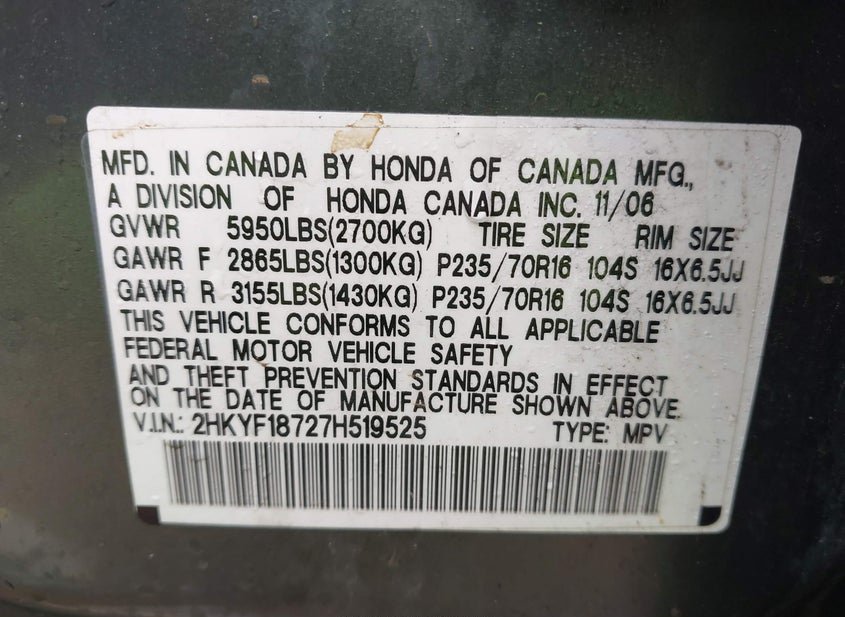 MFD. IN CANADA BY HONDA OF CANADA MFG.,
A DIVISION OF HONDA CANADA INC. 11/06
GVWR 5950LBS(2700KG) TIRE SIZE RIM SIZE
GAWR F 2865LBS(1300KG) P235/70R16 104S 16X6.5JJ
GAWR R 3155LBS(1430KG) P235/70R16 104S 16X6.5JJ
THIS VEHICLE CONFORMS TO ALL APPLICABLE
FEDERAL MOTOR VEHICLE SAFETY
AND THEFT PREVENTION STANDARDS IN EFFECT
ON THE DATE OF MANUFACTURE SHOWN ABOVE.
V.I.N.: 2HKYF18727H519525 TYPE: MPV